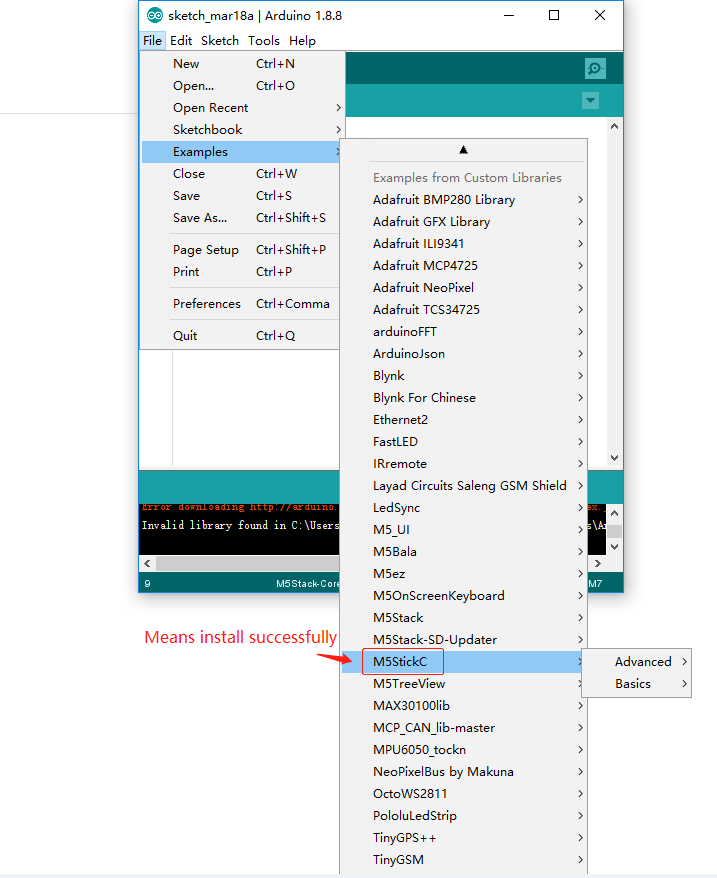 sketch_mar18a | Arduino 1.8.8
File Edit Sketch Tools Help
New Ctrl+N
Open... Ctrl+O
Open Recent
Sketchbook
Examples
Close Ctrl+W
Save Ctrl+S
Save As... Ctrl+Shift+S
Page Setup Ctrl+Shift+P
Print Ctrl+P
Preferences Ctrl+Comma
Quit Ctrl+Q
Examples from Custom Libraries
Adafruit BMP280 Library
Adafruit GFX Library
Adafruit ILI9341
Adafruit MCP4725
Adafruit NeoPixel
Adafruit TCS34725
arduinoFFT
ArduinoJson
Blynk
Blynk For Chinese
Ethernet2
FastLED
IRremote
Layad Circuits Saleng GSM Shield
LedSync
M5_UI
M5Bala
M5ez
M5OnScreenKeyboard
M5Stack
M5Stack-SD-Updater
M5StickC
M5TreeView
MAX30100lib
MCP_CAN_lib-master
MPU6050_tockn
NeoPixelBus by Makuna
OctoWS2811
PololuLedStrip
TinyGPS++
TinyGSM
Advanced
Basics
Error downloading http://arduino.
Invalid library found in C:\Users
9 M5Stack-Core M7
Means install successfully